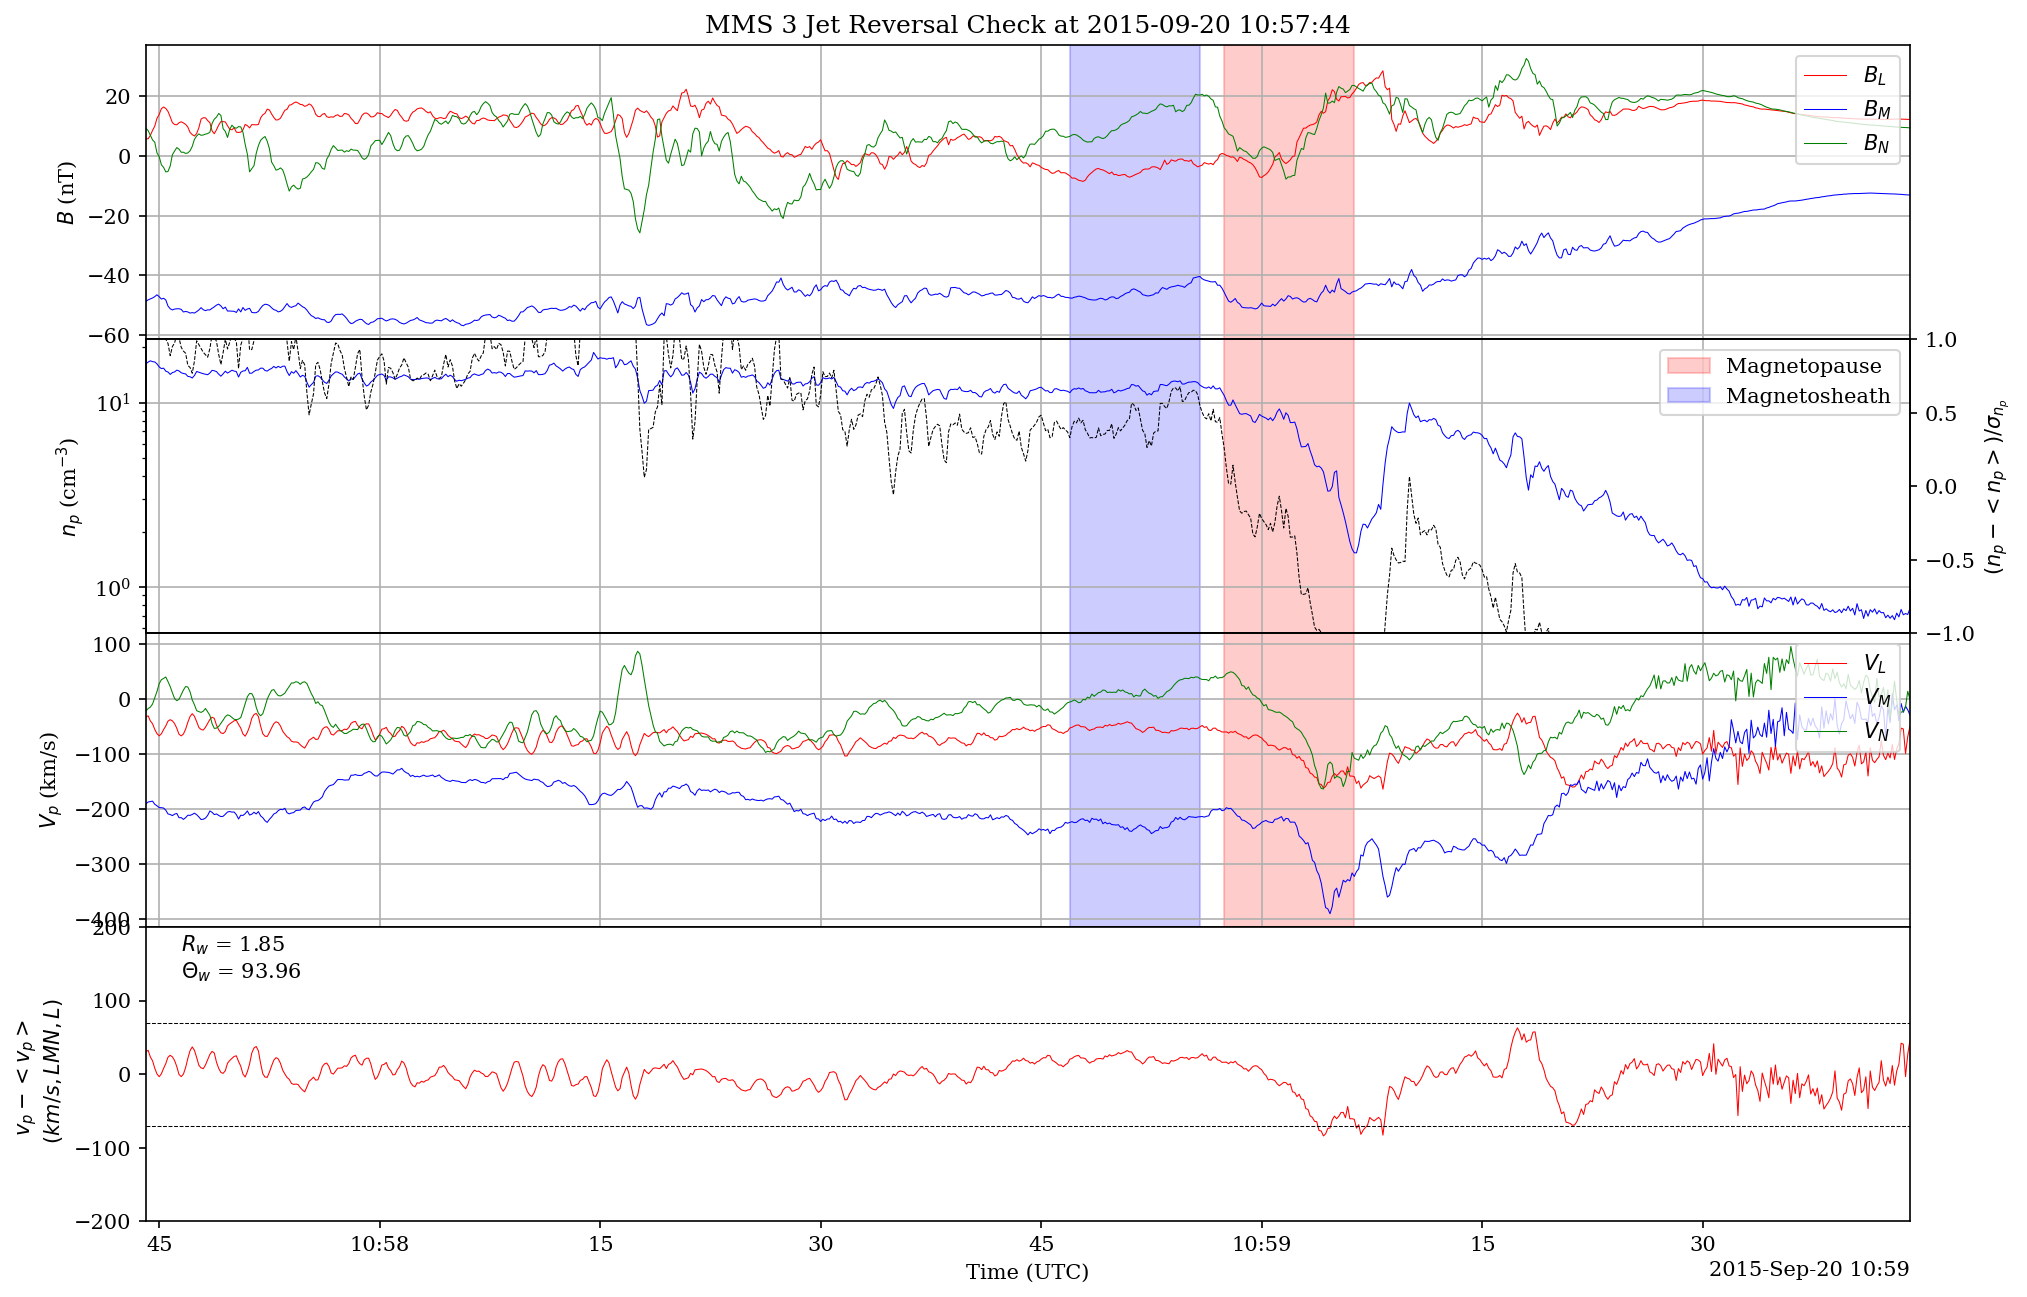 MMS 3 Jet Reversal Check at 2015-09-20 10:57:44
B (nT)
20
0
−20
−40
−60
B_L
B_M
B_N
n_p (cm^{−3})
10^1
10^0
Magnetopause
Magnetosheath
1.0
0.5
0.0
−0.5
−1.0
(n_p − < n_p >)/σ_{n_p}
V_p (km/s)
100
0
−100
−200
−300
−400
V_L
V_M
V_N
v_p − < v_p >
(km/s, LMN, L)
200
100
0
−100
−200
R_w = 1.85
Θ_w = 93.96
45 10:58 15 30 45 10:59 15 30
Time (UTC)
2015-Sep-20 10:59